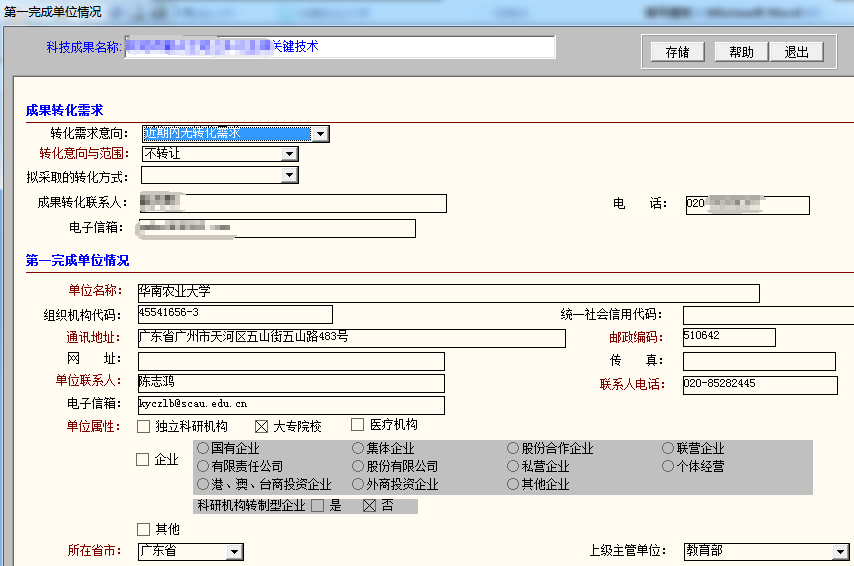 第一完成单位情况
科技成果名称: 关键技术
存储 帮助 退出
成果转化需求
转化需求意向: 近期内无转化需求
转化意向与范围: 不转让
拟采取的转化方式:
成果转化联系人: 电 话: 020
电子信箱:
第一完成单位情况
单位名称: 华南农业大学
组织机构代码: 45541656-3 统一社会信用代码:
通讯地址: 广东省广州市天河区五山街五山路483号 邮政编码: 510642
网 址: 传 真:
单位联系人: 陈志鸿 联系人电话: 020-85282445
电子信箱: kyczlb@scau.edu.cn
单位属性: 独立科研机构 大专院校 医疗机构
企业 国有企业 集体企业 股份合作企业 联营企业
有限责任公司 股份有限公司 私营企业 个体经营
港、澳、台商投资企业 外商投资企业 其他企业
科研机构转制型企业 是 否
其他
所在省市: 广东省 上级主管单位: 教育部